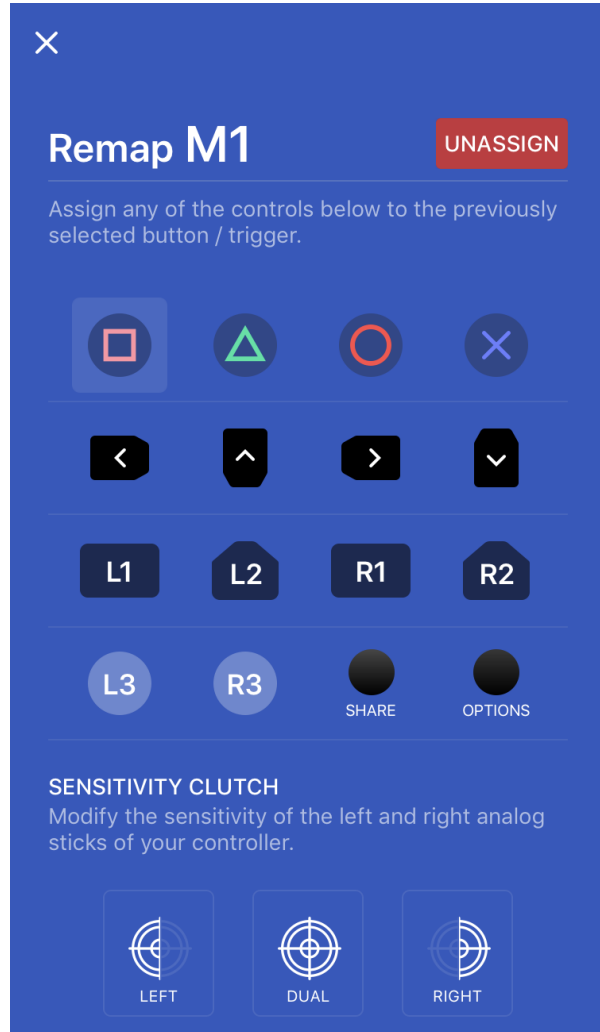 Remap M1
UNASSIGN
Assign any of the controls below to the previously
selected button / trigger.
L1 L2 R1 R2
L3 R3
SHARE OPTIONS
SENSITIVITY CLUTCH
Modify the sensitivity of the left and right analog
sticks of your controller.
LEFT DUAL RIGHT